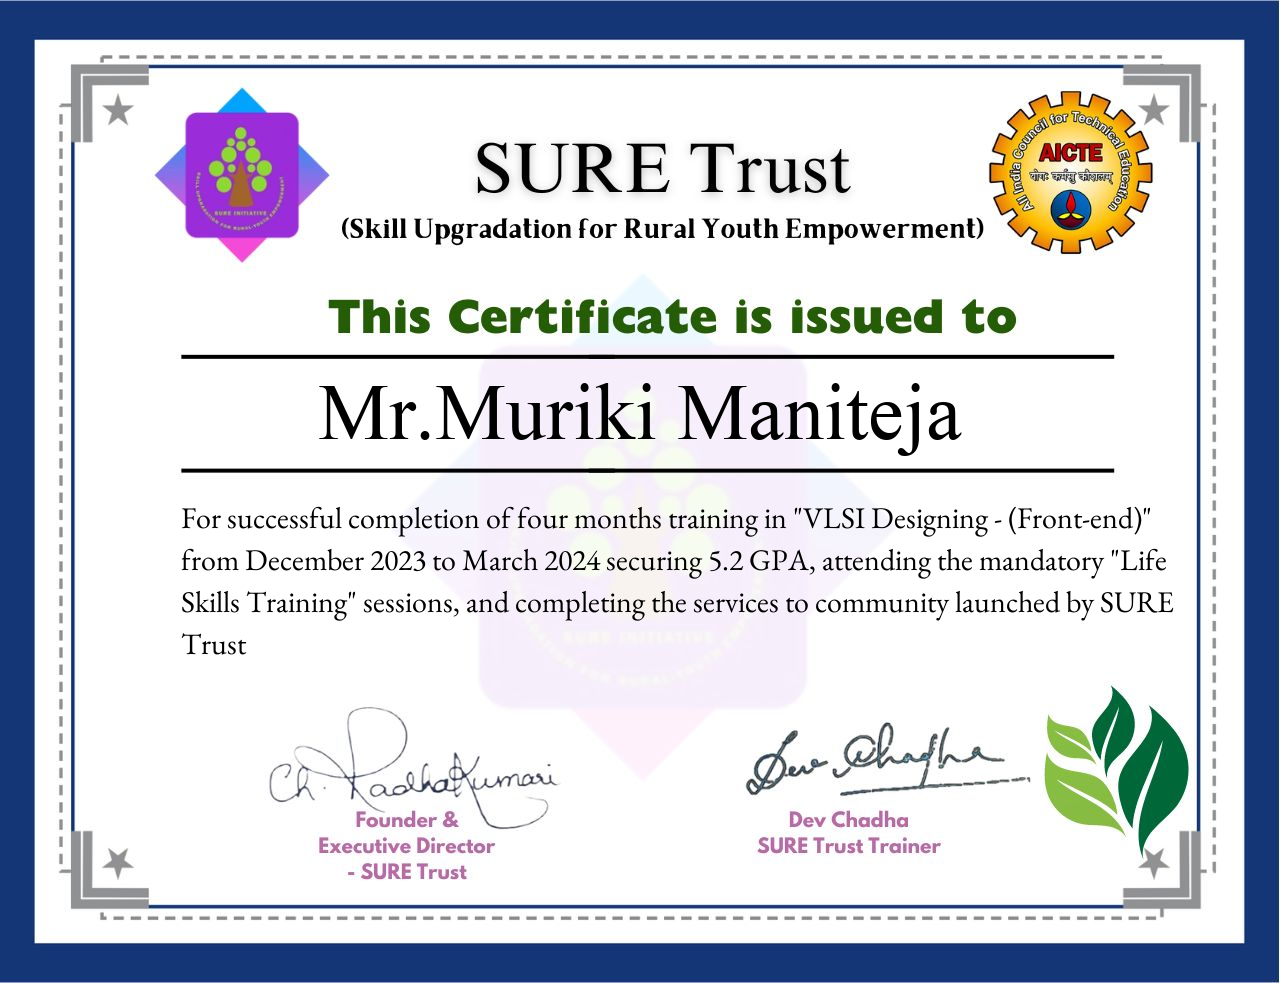 SURE Trust
(Skill Upgradation for Rural Youth Empowerment)
SKILL UPGRADATION FOR RURAL-YOUTH EMPOWERMENT
SURE INITIATIVE
All India Council for Technical Education
AICTE
योगः कर्मसु कौशलम्
This Certificate is issued to
Mr.Muriki Maniteja
For successful completion of four months training in "VLSI Designing - (Front-end)"
from December 2023 to March 2024 securing 5.2 GPA, attending the mandatory "Life
Skills Training" sessions, and completing the services to community launched by SURE
Trust
SURE INITIATIVE
Ch. RadhaKumari
Founder &
Executive Director
- SURE Trust
Dev Chadha
Dev Chadha
SURE Trust Trainer